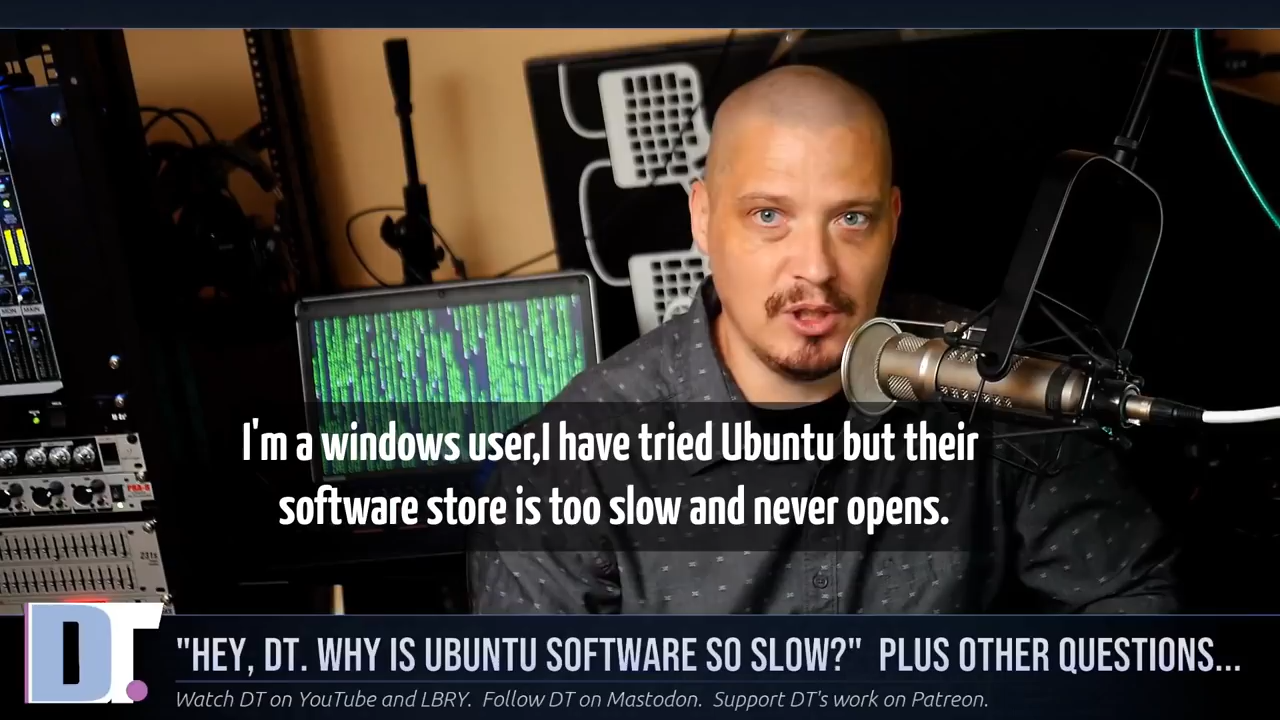 I'm a windows user,I have tried Ubuntu but their
software store is too slow and never opens.
DT.
"HEY, DT. WHY IS UBUNTU SOFTWARE SO SLOW?"  PLUS OTHER QUESTIONS...
Watch DT on YouTube and LBRY.  Follow DT on Mastodon.  Support DT's work on Patreon.